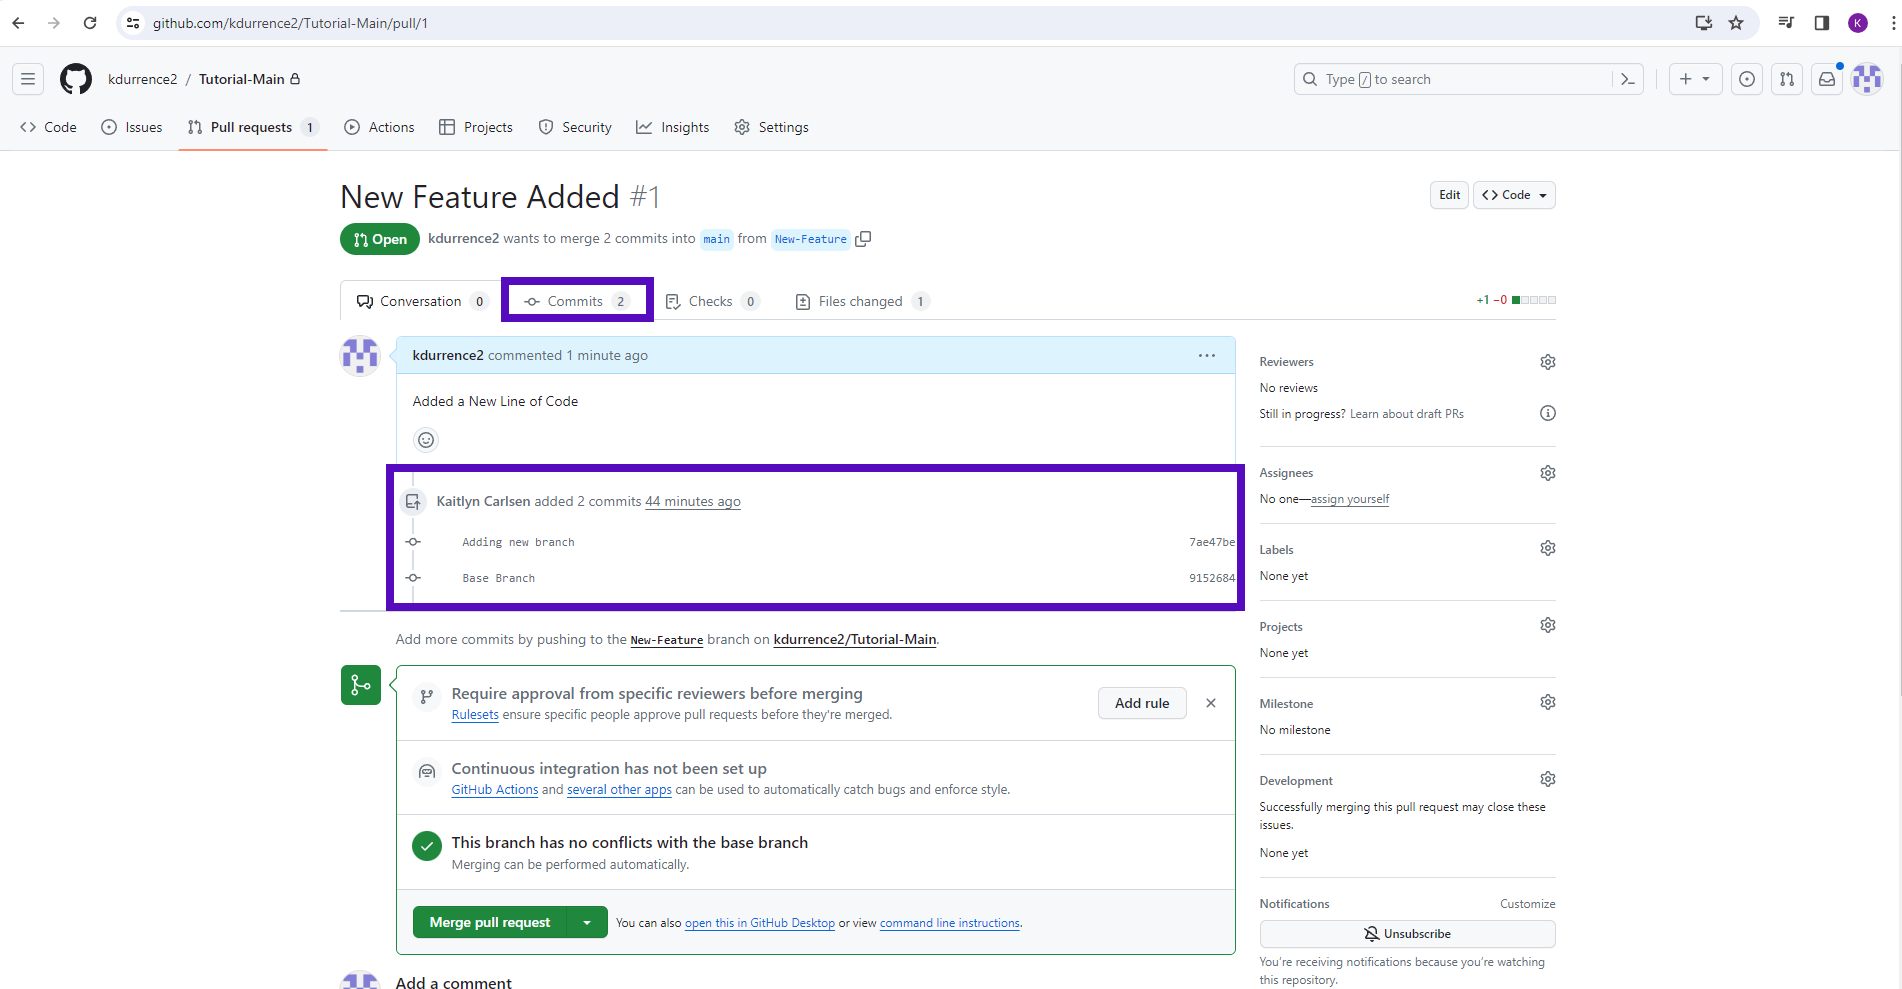 github.com/kdurrence2/Tutorial-Main/pull/1
K
kdurrence2 / Tutorial-Main
Type / to search
Code
Issues
Pull requests 1
Actions
Projects
Security
Insights
Settings
New Feature Added #1
Edit
<> Code
Open
kdurrence2 wants to merge 2 commits into main from New-Feature
Conversation 0
Commits 2
Checks 0
Files changed 1
+1 −0
kdurrence2 commented 1 minute ago
Added a New Line of Code
Kaitlyn Carlsen added 2 commits 44 minutes ago
Adding new branch 7ae47be
Base Branch 9152684
Add more commits by pushing to the New-Feature branch on kdurrence2/Tutorial-Main.
Require approval from specific reviewers before merging
Rulesets ensure specific people approve pull requests before they're merged.
Add rule
Continuous integration has not been set up
GitHub Actions and several other apps can be used to automatically catch bugs and enforce style.
This branch has no conflicts with the base branch
Merging can be performed automatically.
Merge pull request
You can also open this in GitHub Desktop or view command line instructions.
Add a comment
Reviewers
No reviews
Still in progress? Learn about draft PRs
Assignees
No one—assign yourself
Labels
None yet
Projects
None yet
Milestone
No milestone
Development
Successfully merging this pull request may close these
issues.
None yet
Notifications
Customize
Unsubscribe
You're receiving notifications because you're watching
this repository.